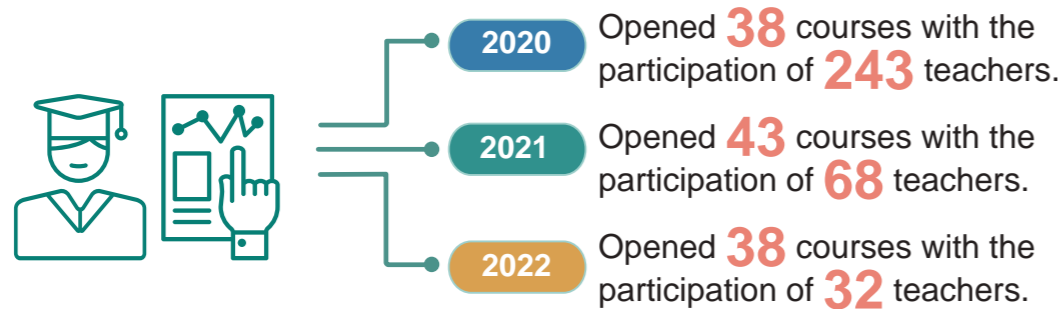 2020
Opened 38 courses with the
participation of 243 teachers.
2021
Opened 43 courses with the
participation of 68 teachers.
2022
Opened 38 courses with the
participation of 32 teachers.